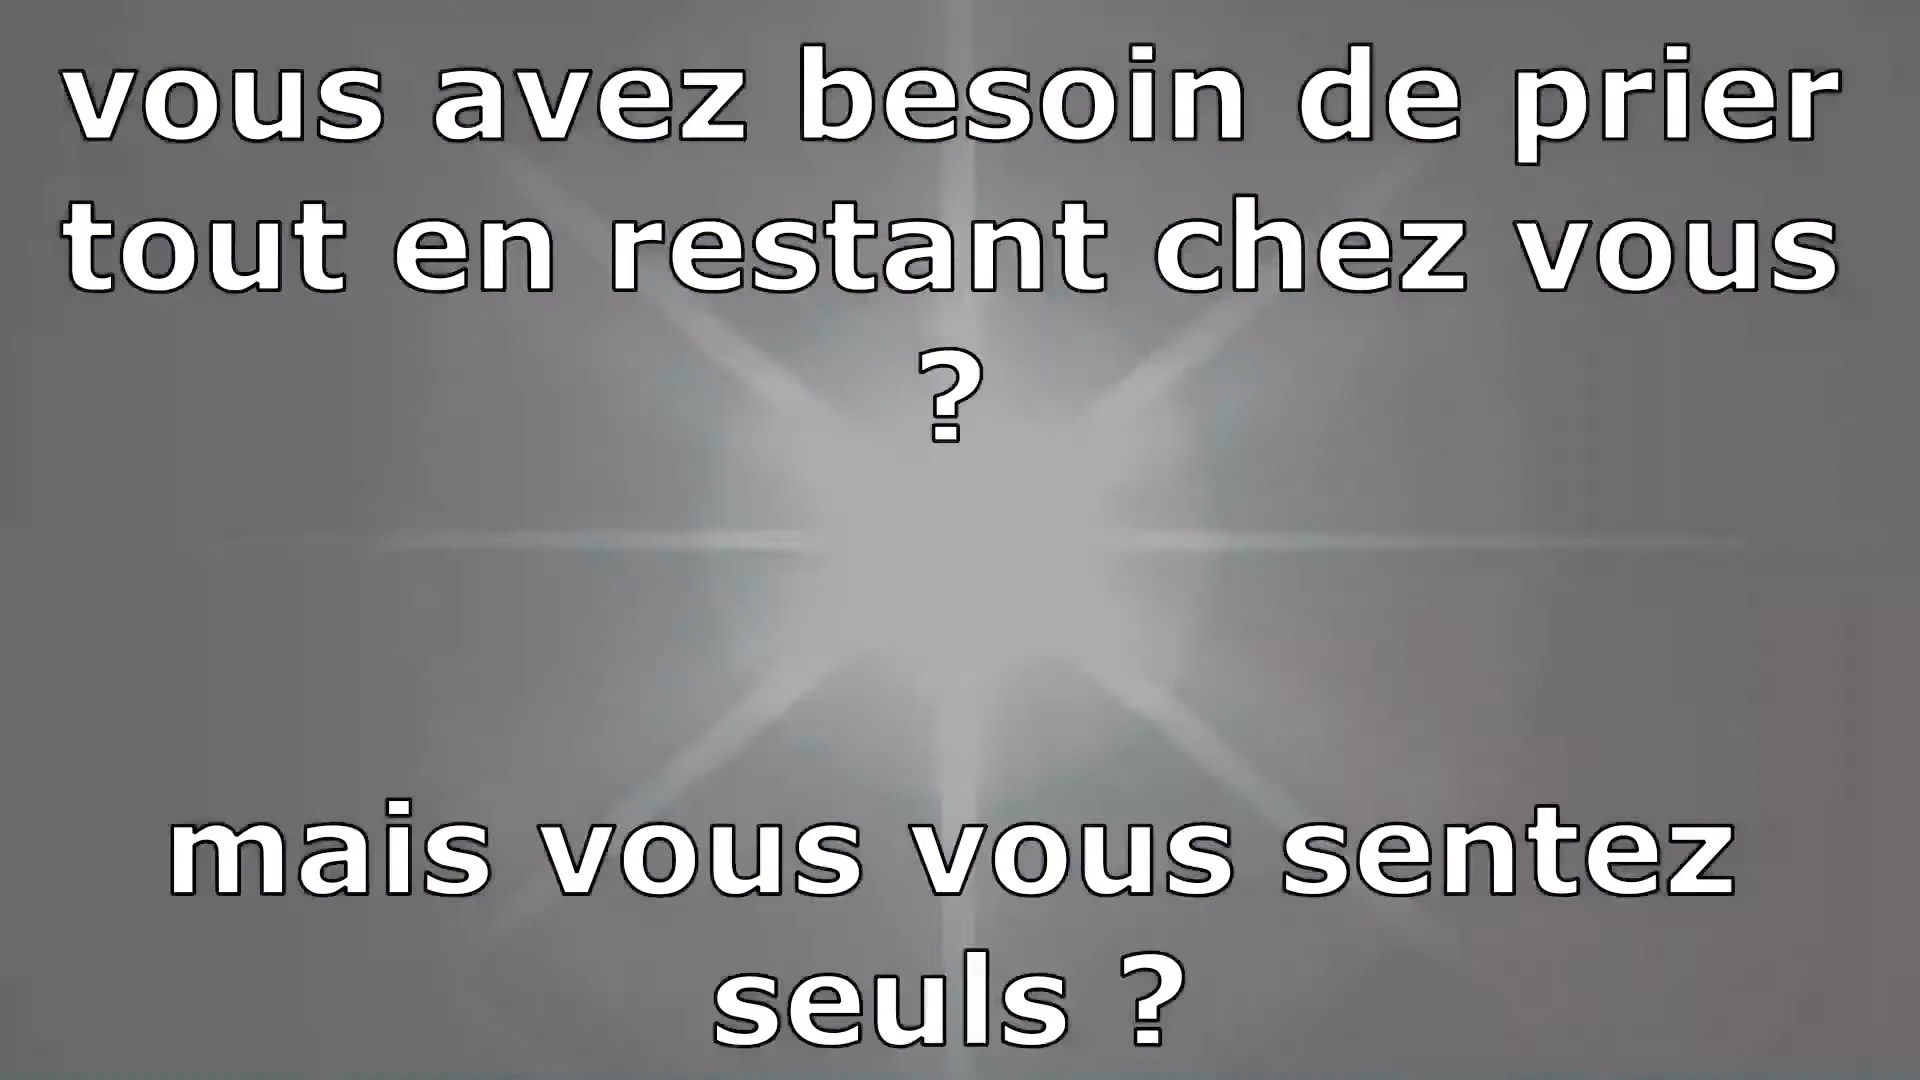 vous avez besoin de prier
tout en restant chez vous
?
mais vous vous sentez
seuls ?